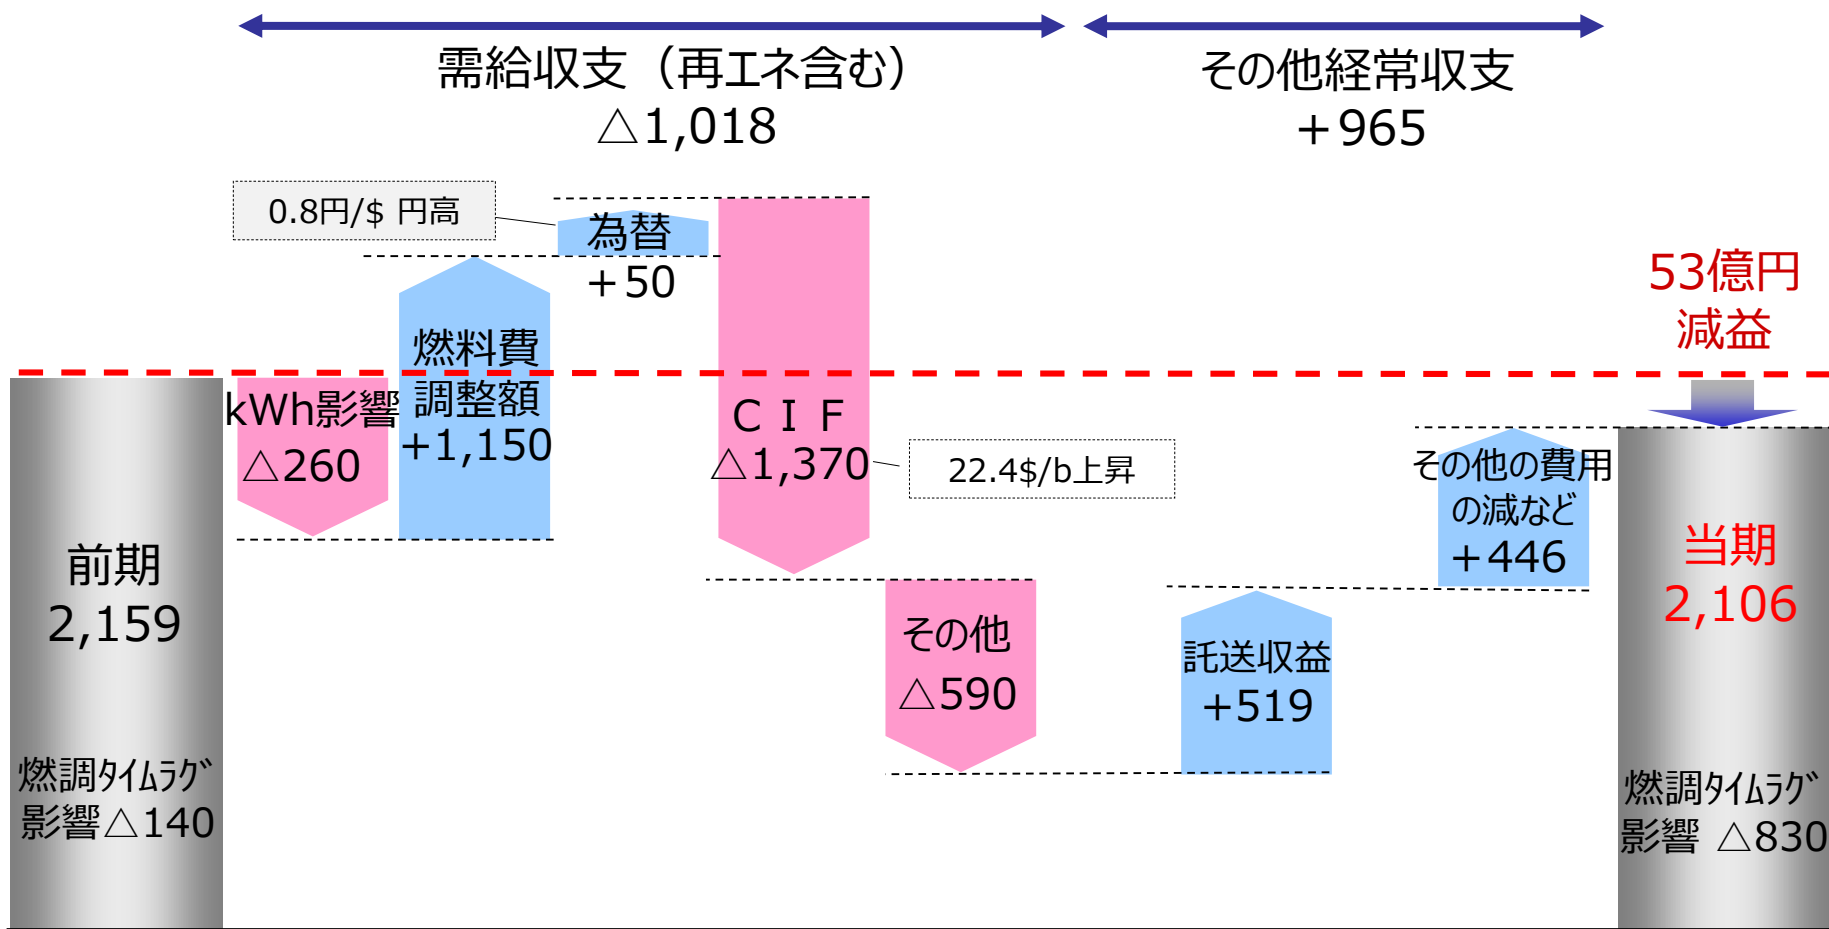 需給収支（再エネ含む）
△1,018
その他経常収支
＋965
0.8円/$ 円高
為替
＋50
53億円
減益
燃料費
調整額
+1,150
kWh影響
△260
ＣＩＦ
△1,370
22.4$/b上昇
その他の費用
の減など
＋446
前期
2,159
当期
2,106
その他
△590
託送収益
+519
燃調ﾀｲﾑﾗｸﾞ
影響△140
燃調ﾀｲﾑﾗｸﾞ
影響 △830